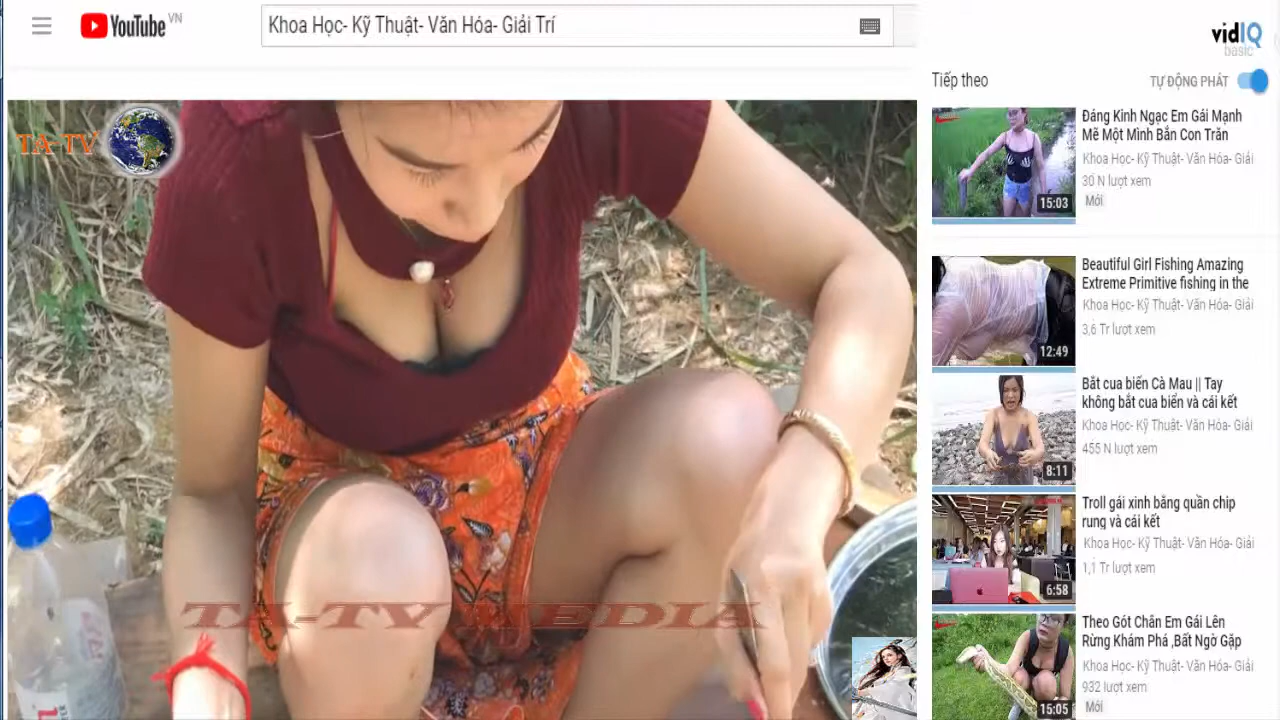 YouTube VN
Khoa Học- Kỹ Thuật- Văn Hóa- Giải Trí
vidIQ
basic
Tiếp theo
TỰ ĐỘNG PHÁT
TA-TV
TA-TV MEDIA
Đáng Kinh Ngạc Em Gái Mạnh
Mẽ Một Mình Bắn Con Trăn
Khoa Học- Kỹ Thuật- Văn Hóa- Giải
30 N lượt xem
Mới
15:03
Beautiful Girl Fishing Amazing
Extreme Primitive fishing in the
Khoa Học- Kỹ Thuật- Văn Hóa- Giải
3,6 Tr lượt xem
12:49
Bắt cua biển Cà Mau || Tay
không bắt cua biển và cái kết
Khoa Học- Kỹ Thuật- Văn Hóa- Giải
455 N lượt xem
8:11
Troll gái xinh bằng quần chip
rung và cái kết
Khoa Học- Kỹ Thuật- Văn Hóa- Giải
1,1 Tr lượt xem
6:58
Theo Gót Chân Em Gái Lên
Rừng Khám Phá ,Bất Ngờ Gặp
Khoa Học- Kỹ Thuật- Văn Hóa- Giải
932 lượt xem
Mới
15:05